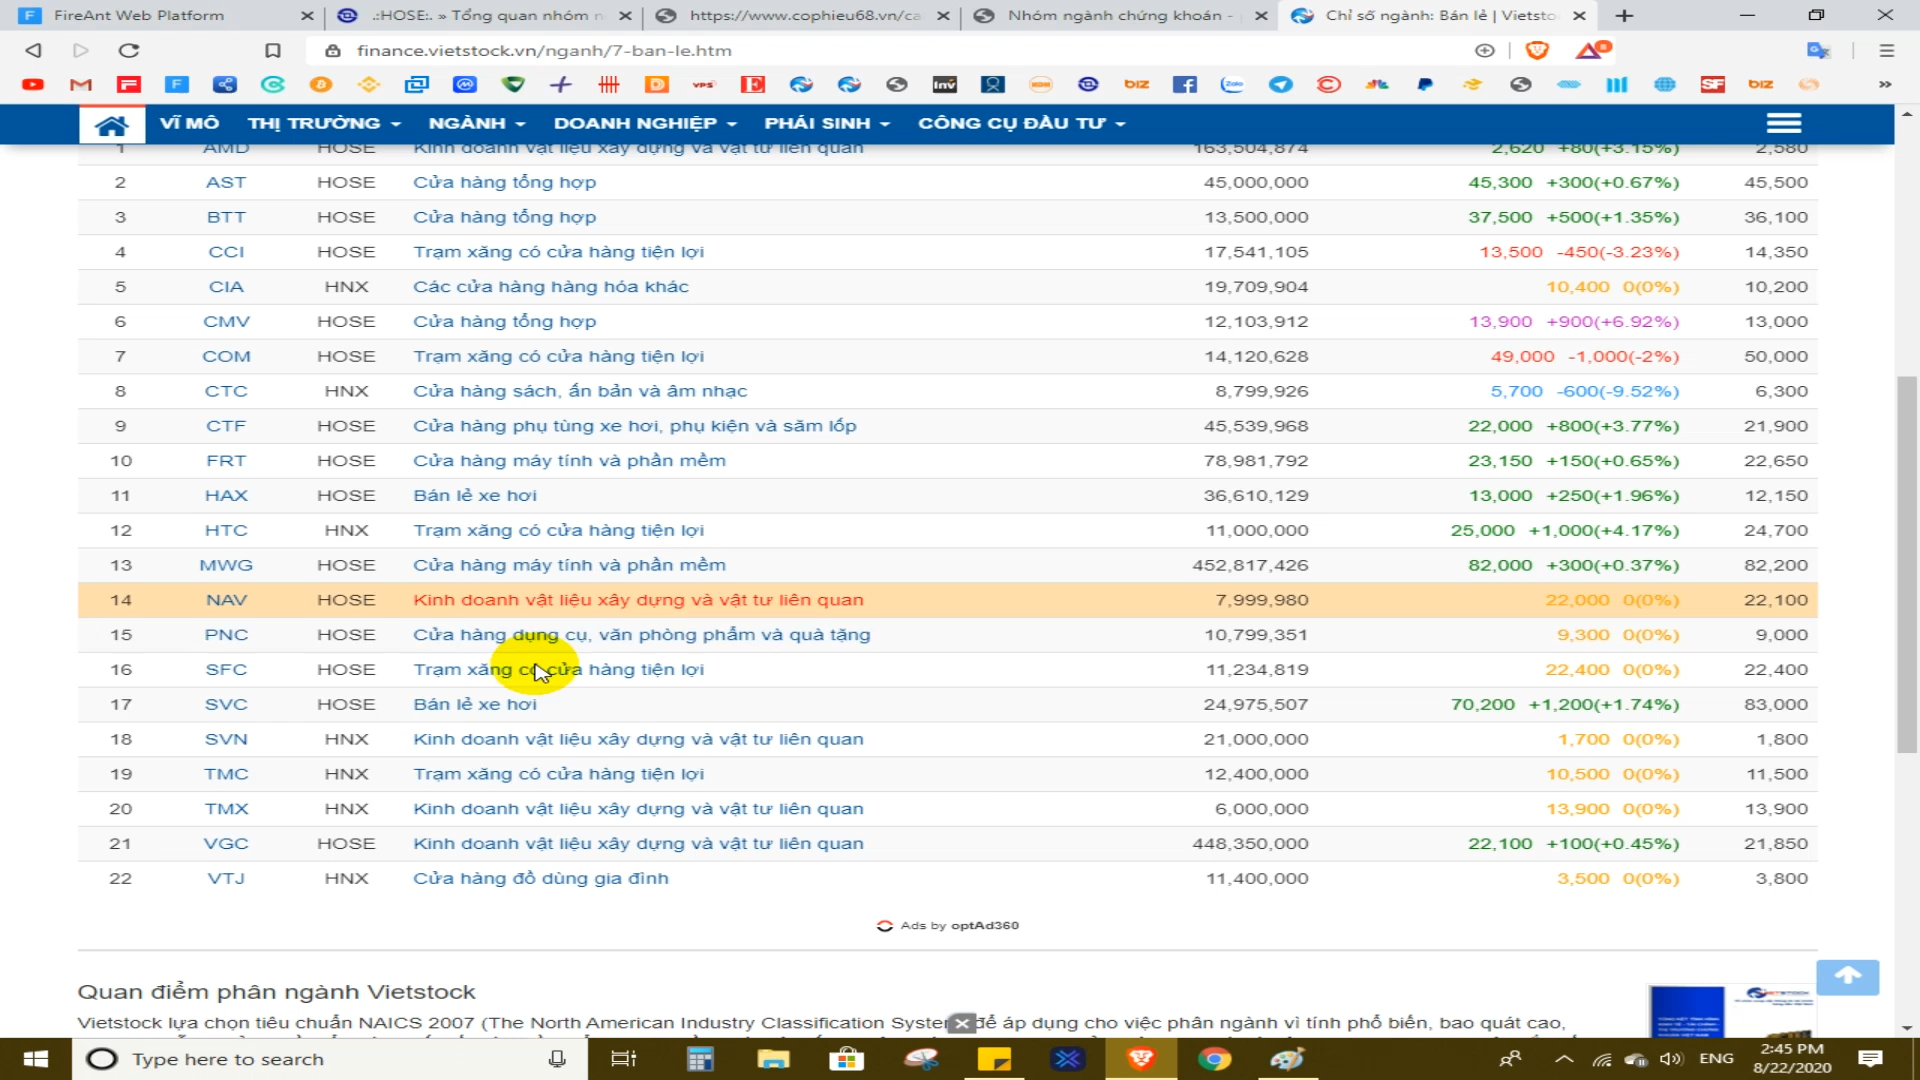 FireAnt Web Platform
.:HOSE:. » Tổng quan nhóm n
https://www.cophieu68.vn/ca
Nhóm ngành chứng khoán -
Chỉ số ngành: Bán lẻ | Vietsto
finance.vietstock.vn/nganh/7-ban-le.htm
VĨ MÔ THỊ TRƯỜNG NGÀNH DOANH NGHIỆP PHÁI SINH CÔNG CỤ ĐẦU TƯ
1 AMD HOSE Kinh doanh vật liệu xây dựng và vật tư liên quan 163,504,874 2,620 +80(+3.15%) 2,580
2 AST HOSE Cửa hàng tổng hợp 45,000,000 45,300 +300(+0.67%) 45,500
3 BTT HOSE Cửa hàng tổng hợp 13,500,000 37,500 +500(+1.35%) 36,100
4 CCI HOSE Trạm xăng có cửa hàng tiện lợi 17,541,105 13,500 -450(-3.23%) 14,350
5 CIA HNX Các cửa hàng hàng hóa khác 19,709,904 10,400 0(0%) 10,200
6 CMV HOSE Cửa hàng tổng hợp 12,103,912 13,900 +900(+6.92%) 13,000
7 COM HOSE Trạm xăng có cửa hàng tiện lợi 14,120,628 49,000 -1,000(-2%) 50,000
8 CTC HNX Cửa hàng sách, ấn bản và âm nhạc 8,799,926 5,700 -600(-9.52%) 6,300
9 CTF HOSE Cửa hàng phụ tùng xe hơi, phụ kiện và săm lốp 45,539,968 22,000 +800(+3.77%) 21,900
10 FRT HOSE Cửa hàng máy tính và phần mềm 78,981,792 23,150 +150(+0.65%) 22,650
11 HAX HOSE Bán lẻ xe hơi 36,610,129 13,000 +250(+1.96%) 12,150
12 HTC HNX Trạm xăng có cửa hàng tiện lợi 11,000,000 25,000 +1,000(+4.17%) 24,700
13 MWG HOSE Cửa hàng máy tính và phần mềm 452,817,426 82,000 +300(+0.37%) 82,200
14 NAV HOSE Kinh doanh vật liệu xây dựng và vật tư liên quan 7,999,980 22,000 0(0%) 22,100
15 PNC HOSE Cửa hàng dụng cụ, văn phòng phẩm và quà tặng 10,799,351 9,300 0(0%) 9,000
16 SFC HOSE Trạm xăng có cửa hàng tiện lợi 11,234,819 22,400 0(0%) 22,400
17 SVC HOSE Bán lẻ xe hơi 24,975,507 70,200 +1,200(+1.74%) 83,000
18 SVN HNX Kinh doanh vật liệu xây dựng và vật tư liên quan 21,000,000 1,700 0(0%) 1,800
19 TMC HNX Trạm xăng có cửa hàng tiện lợi 12,400,000 10,500 0(0%) 11,500
20 TMX HNX Kinh doanh vật liệu xây dựng và vật tư liên quan 6,000,000 13,900 0(0%) 13,900
21 VGC HOSE Kinh doanh vật liệu xây dựng và vật tư liên quan 448,350,000 22,100 +100(+0.45%) 21,850
22 VTJ HNX Cửa hàng đồ dùng gia đình 11,400,000 3,500 0(0%) 3,800
Ads by optAd360
Quan điểm phân ngành Vietstock
Vietstock lựa chọn tiêu chuẩn NAICS 2007 (The North American Industry Classification System để áp dụng cho việc phân ngành vì tính phổ biến, bao quát cao,
Type here to search
ENG
2:45 PM
8/22/2020